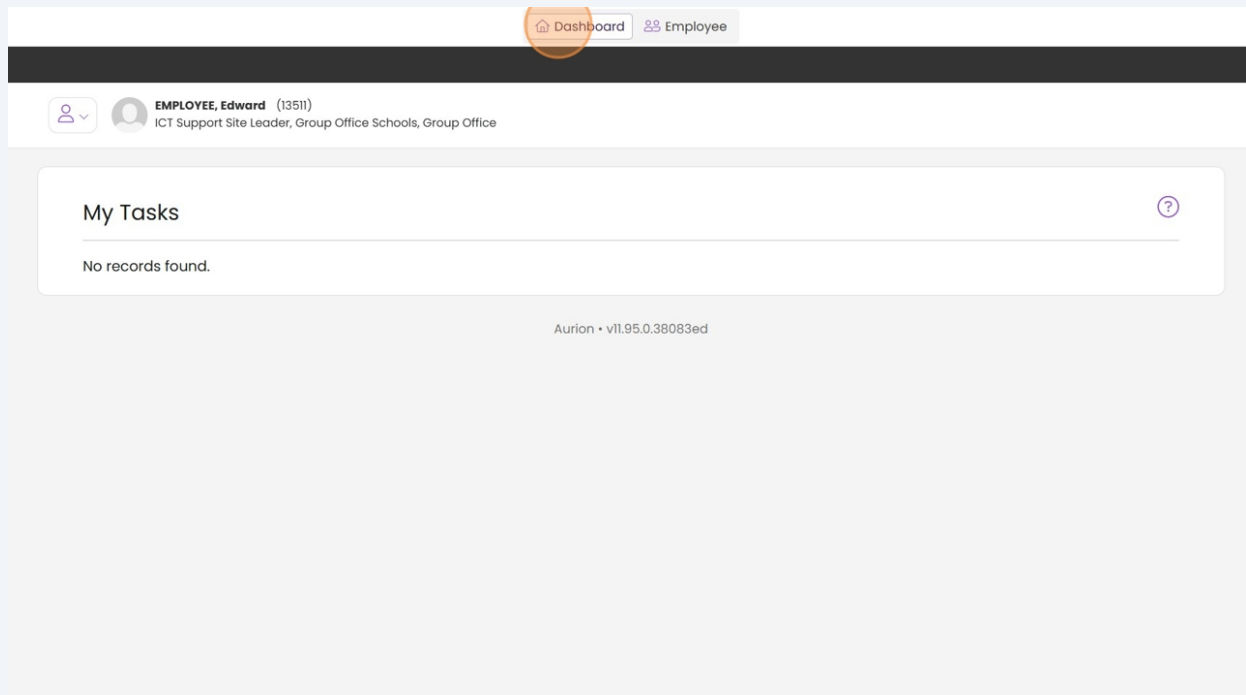 Dashboard Employee
EMPLOYEE, Edward (13511)
ICT Support Site Leader, Group Office Schools, Group Office
My Tasks
?
No records found.
Aurion • v11.95.0.38083ed